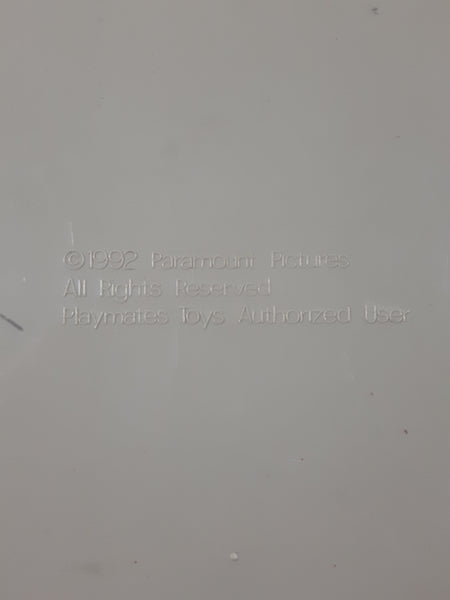 ©1992 Paramount Pictures
All Rights Reserved
Playmates Toys Authorized User